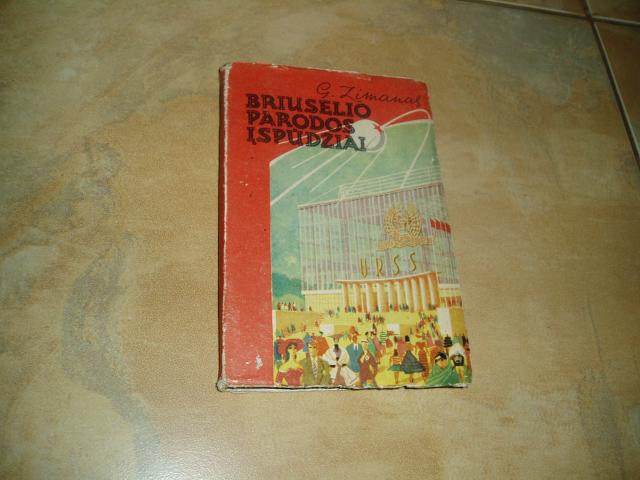 G. Zimanas
BRIUSELIO
PARODOS
ĮSPŪDŽIAI
URSS